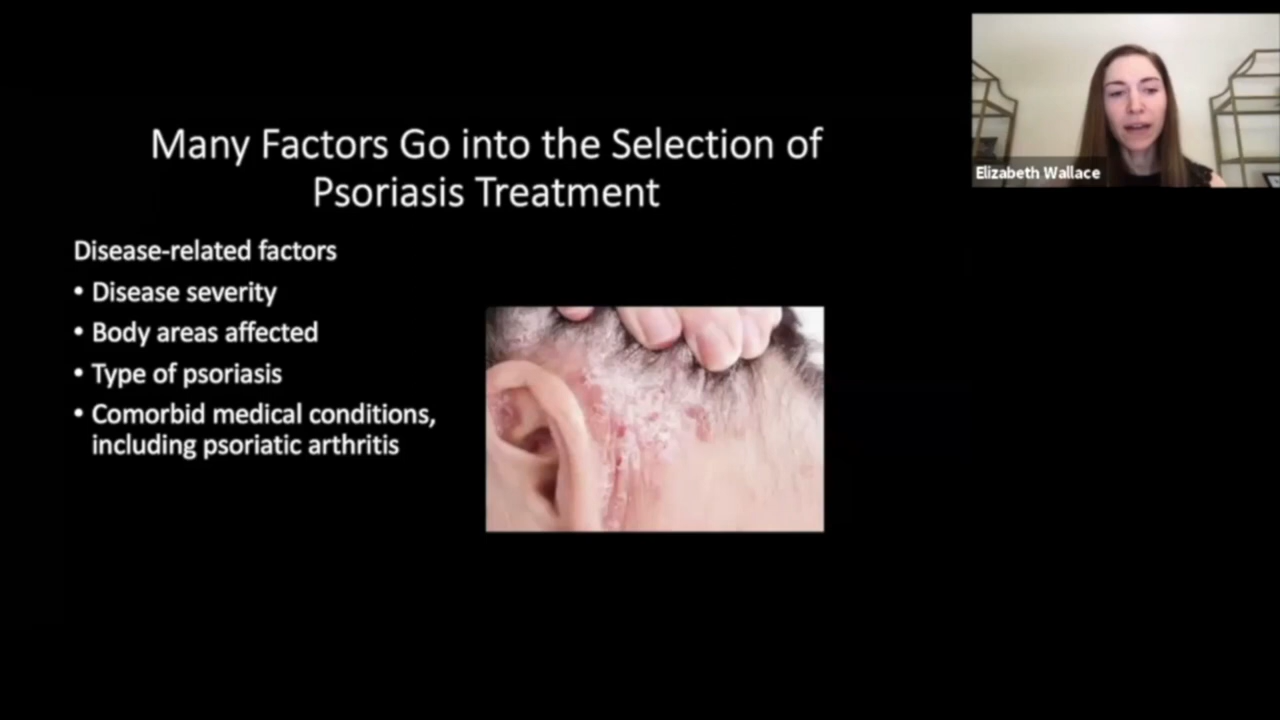 Many Factors Go into the Selection of
Psoriasis Treatment
Disease-related factors
• Disease severity
• Body areas affected
• Type of psoriasis
• Comorbid medical conditions,
including psoriatic arthritis
Elizabeth Wallace